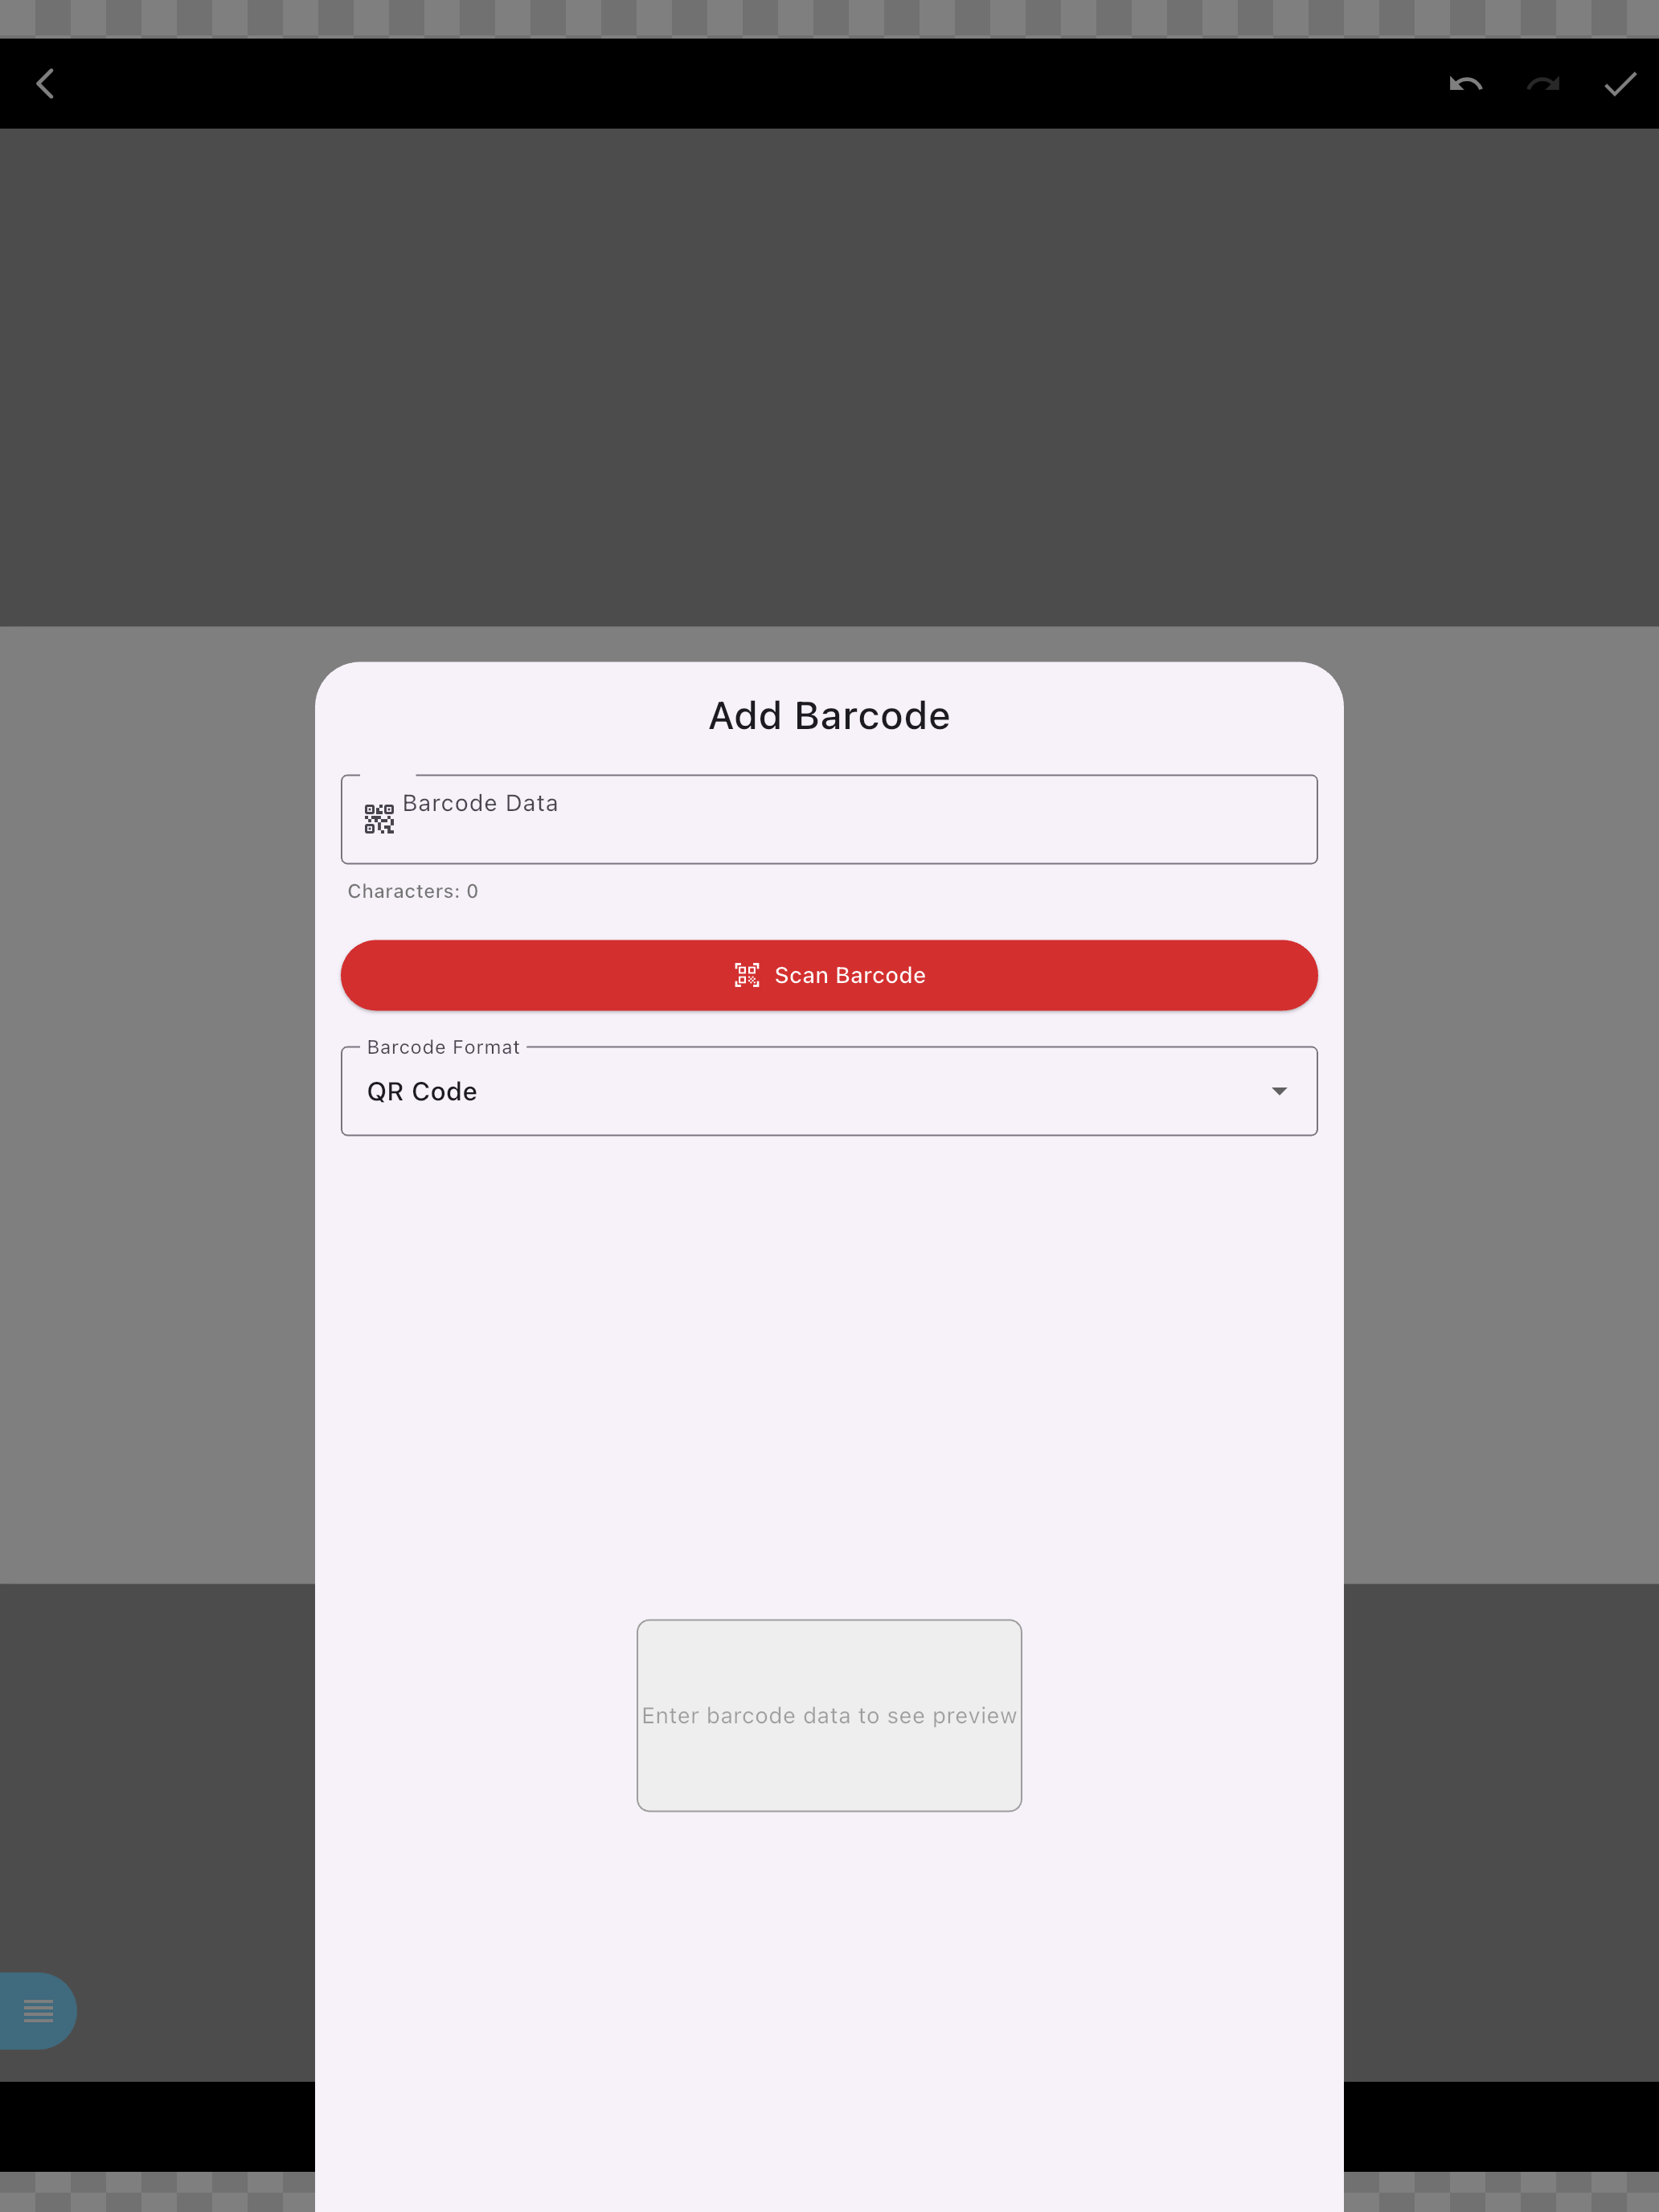 Add Barcode
Barcode Data
Characters: 0
Scan Barcode
Barcode Format
QR Code
Enter barcode data to see preview